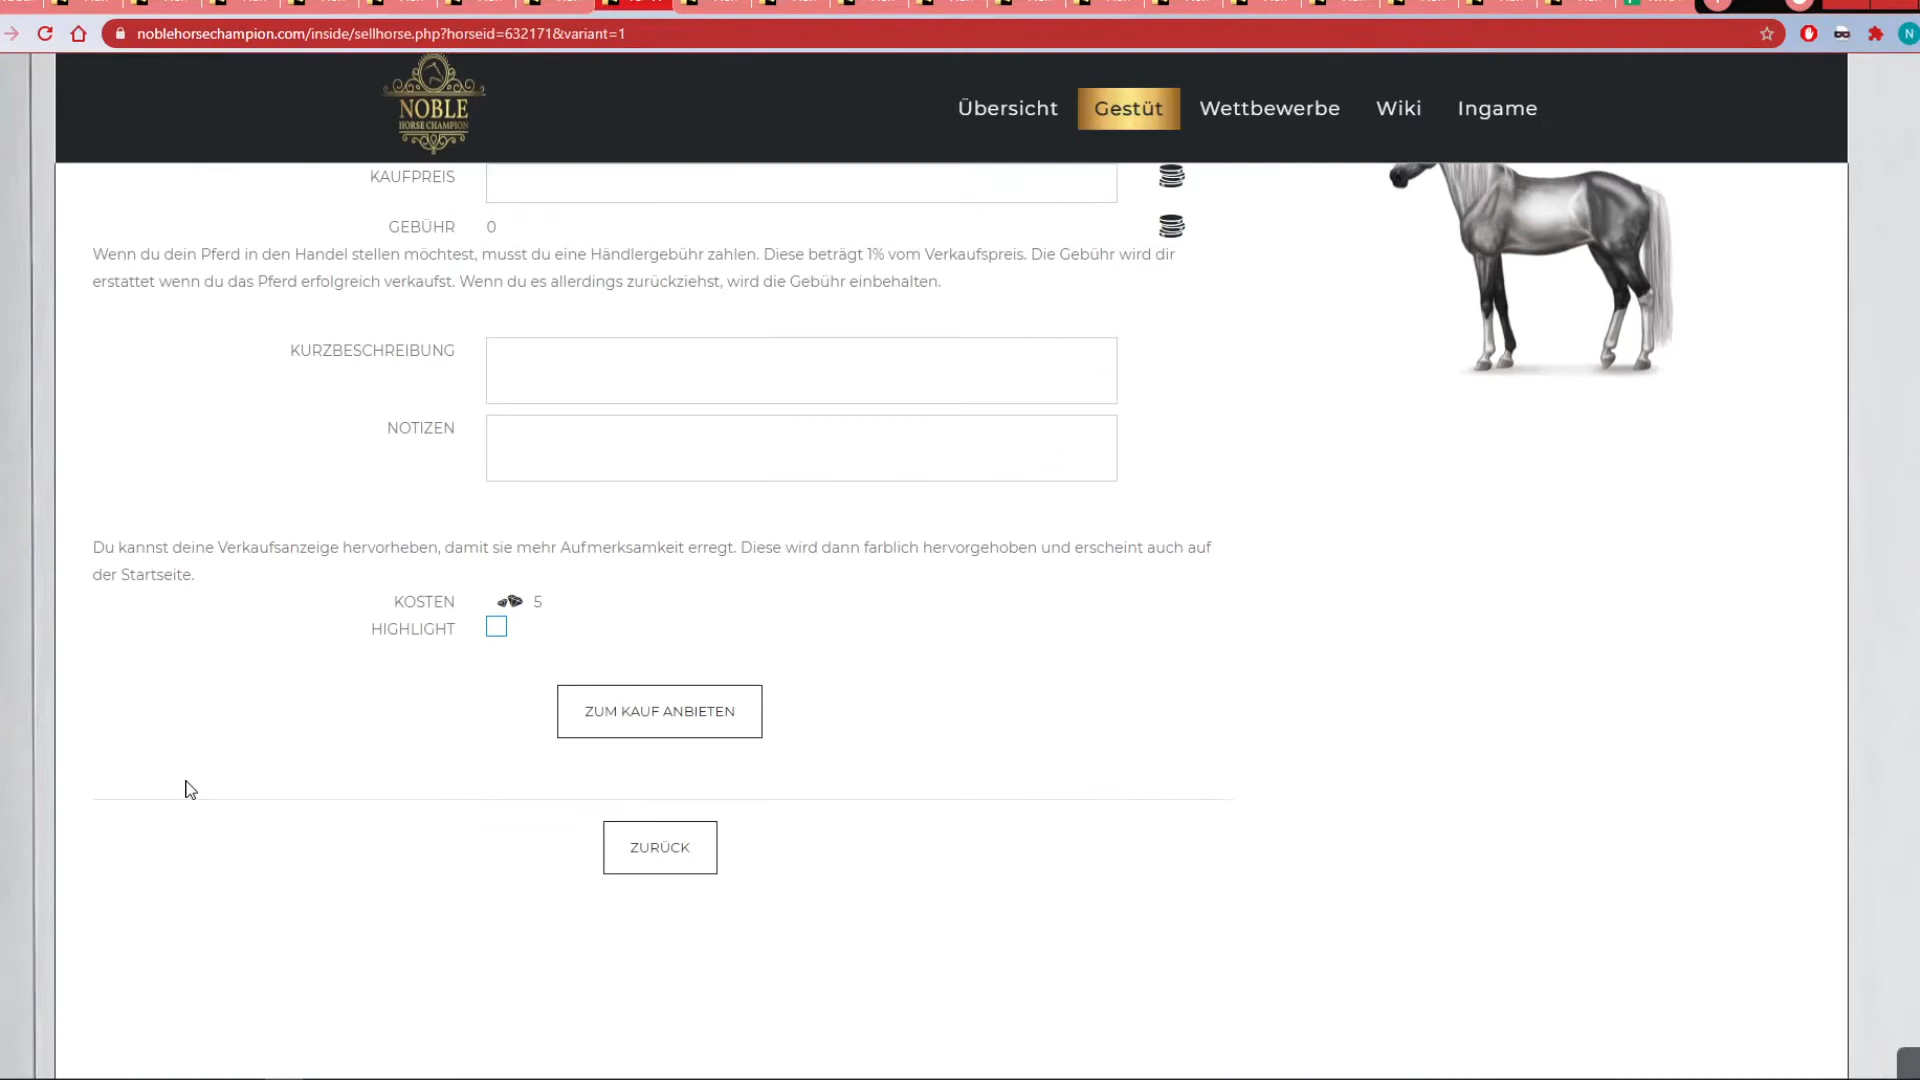 noblehorsechampion.com/inside/sellhorse.php?horseid=632171&variant=1
N
NOBLE
HORSE CHAMPION
Übersicht
Gestüt
Wettbewerbe
Wiki
Ingame
KAUFPREIS
GEBÜHR 0
Wenn du dein Pferd in den Handel stellen möchtest, musst du eine Händlergebühr zahlen. Diese beträgt 1% vom Verkaufspreis. Die Gebühr wird dir
erstattet wenn du das Pferd erfolgreich verkaufst. Wenn du es allerdings zurückziehst, wird die Gebühr einbehalten.
KURZBESCHREIBUNG
NOTIZEN
Du kannst deine Verkaufsanzeige hervorheben, damit sie mehr Aufmerksamkeit erregt. Diese wird dann farblich hervorgehoben und erscheint auch auf
der Startseite.
KOSTEN 5
HIGHLIGHT
ZUM KAUF ANBIETEN
ZURÜCK